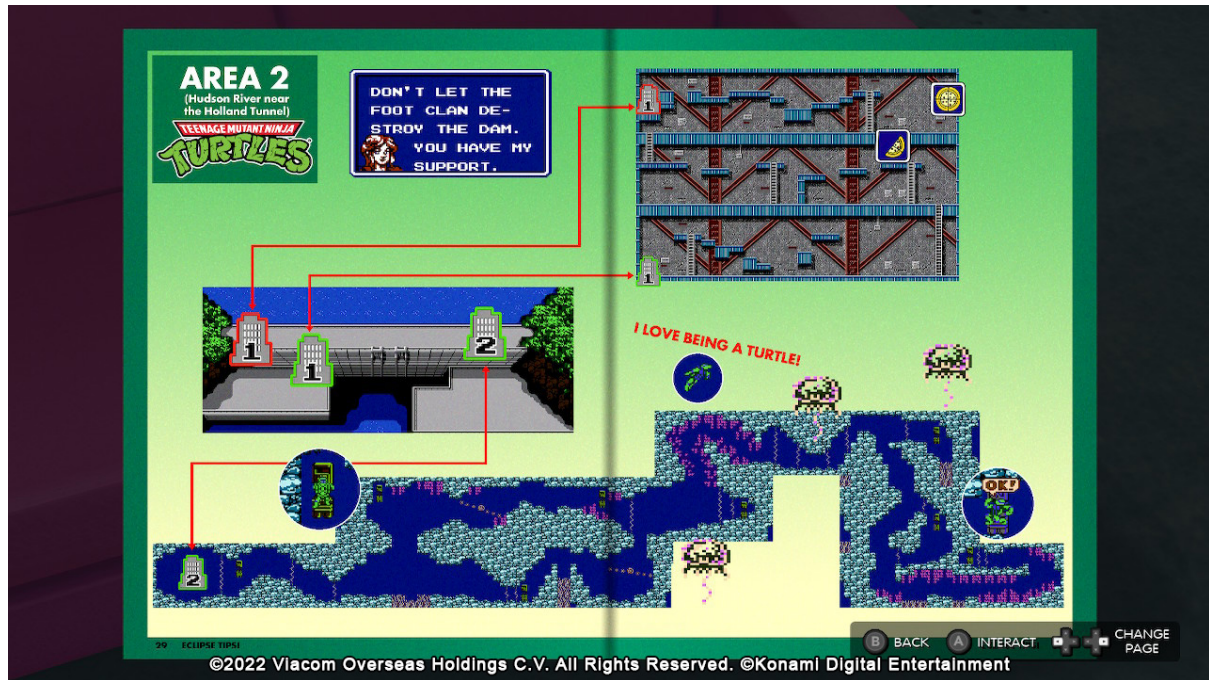 AREA 2
(Hudson River near
the Holland Tunnel)
TEENAGE MUTANT NINJA
TURTLES
DON'T LET THE
FOOT CLAN DE-
STROY THE DAM.
YOU HAVE MY
SUPPORT.
1
1
1
1
2
I LOVE BEING A TURTLE!
OK!
2
29 ECLIPSE TIPS!
B BACK A INTERACT CHANGE
PAGE
©2022 Viacom Overseas Holdings C.V. All Rights Reserved. ©Konami Digital Entertainment